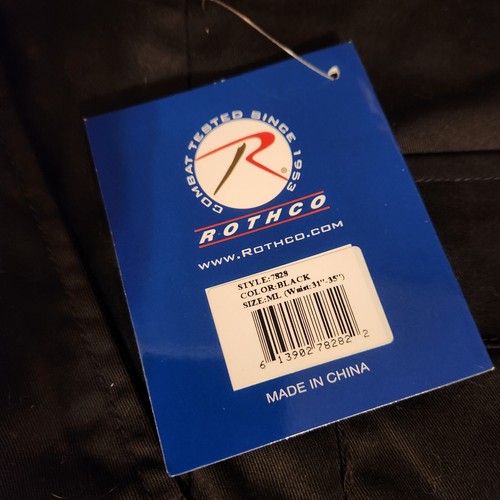 COMBAT TESTED SINCE 1953
R
ROTHCO
WWW.ROTHCO.COM
STYLE:7828
COLOR:BLACK
SIZE:ML (Waist:31"-35")
6 13902 78282 2
MADE IN CHINA